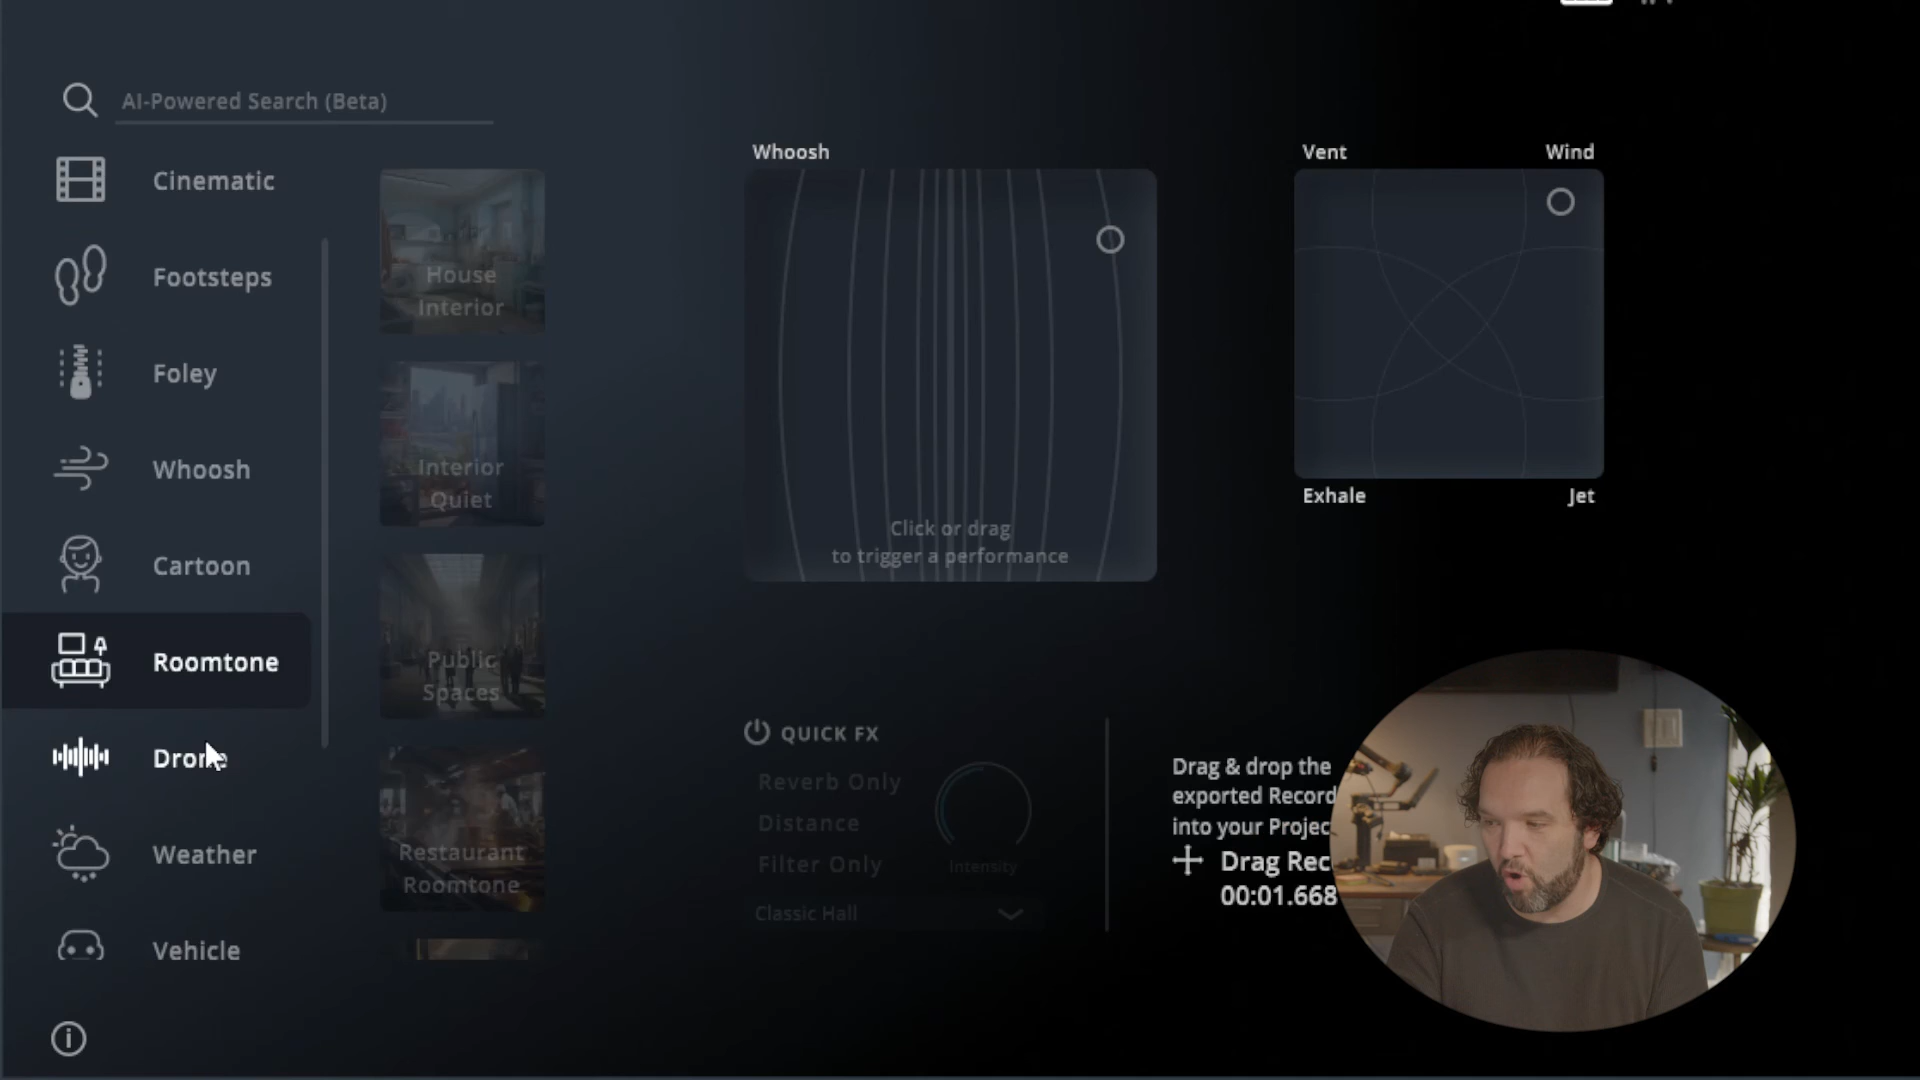 AI-Powered Search (Beta)
Cinematic
Footsteps
Foley
Whoosh
Cartoon
Roomtone
Drone
Weather
Vehicle
House
Interior
Interior
Quiet
Public
Spaces
Restaurant
Roomtone
Whoosh
Click or drag
to trigger a performance
Vent
Wind
Exhale
Jet
QUICK FX
Reverb Only
Distance
Filter Only
Intensity
Classic Hall
Drag & drop the
exported Record
into your Projec
Drag Rec
00:01.668